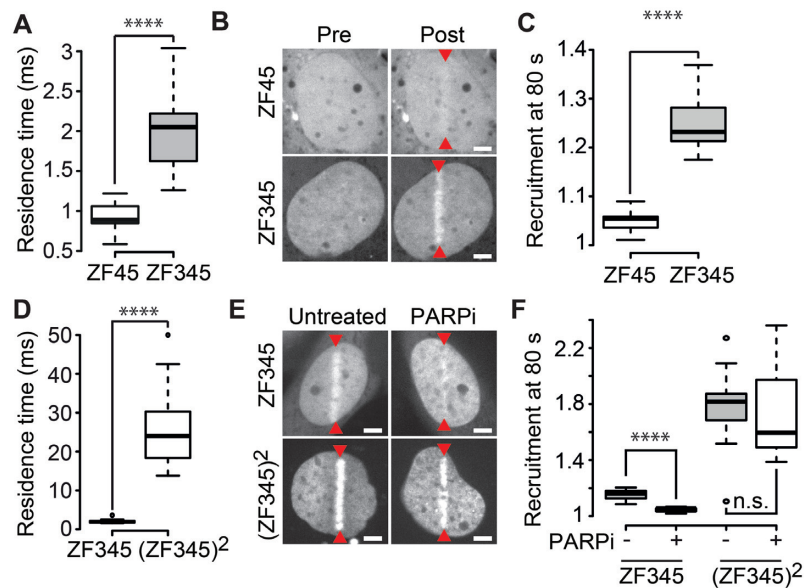 A
Residence time (ms)
****
3
2.5
2
1.5
1
0.5
ZF45 ZF345
B
Pre Post
ZF45
ZF345
C
Recruitment at 80 s
****
1.4
1.3
1.2
1.1
1
ZF45 ZF345
D
Residence time (ms)
****
50
40
30
20
10
0
ZF345 (ZF345)²
E
Untreated PARPi
ZF345
(ZF345)²
F
Recruitment at 80 s
2.2
1.8
1.4
1
****
n.s.
PARPi - + - +
ZF345 (ZF345)²